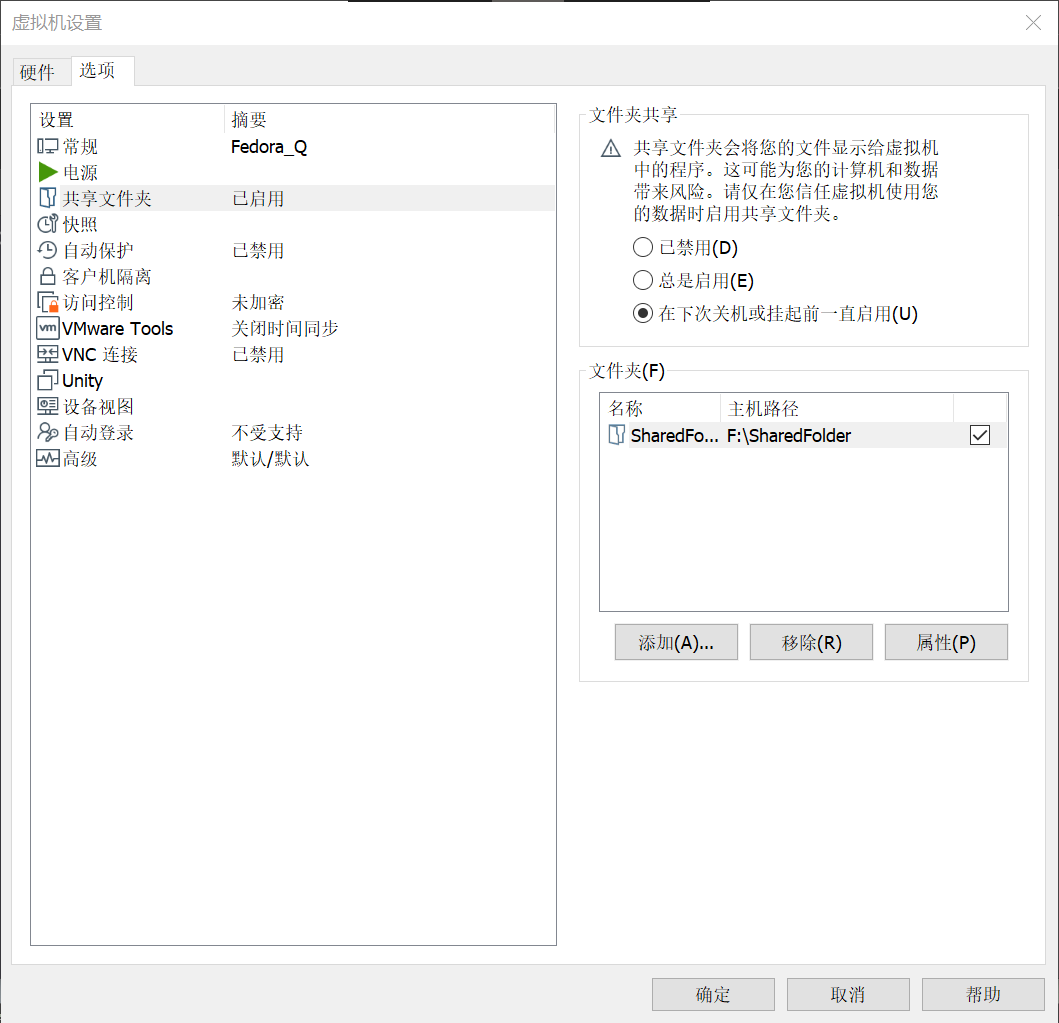 虚拟机设置
硬件 选项
设置 摘要
常规 Fedora_Q
电源
共享文件夹 已启用
快照
自动保护 已禁用
客户机隔离
访问控制 未加密
VMware Tools 关闭时间同步
VNC 连接 已禁用
Unity
设备视图
自动登录 不受支持
高级 默认/默认
文件夹共享
共享文件夹会将您的文件显示给虚拟机
中的程序。这可能为您的计算机和数据
带来风险。请仅在您信任虚拟机使用您
的数据时启用共享文件夹。
已禁用(D)
总是启用(E)
在下次关机或挂起前一直启用(U)
文件夹(F)
名称 主机路径
SharedFo... F:\SharedFolder
添加(A)... 移除(R) 属性(P)
确定 取消 帮助